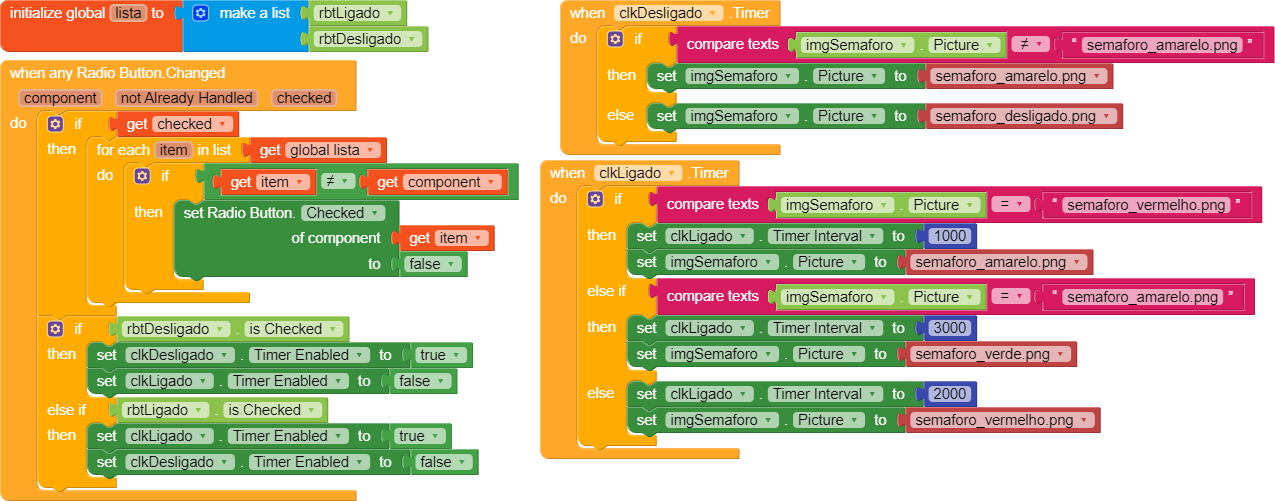 initialize global lista to make a list rbtLigado
rbtDesligado
when any Radio Button.Changed
component not Already Handled checked
do if get checked
then for each item in list get global lista
do if get item ≠ get component
then set Radio Button. Checked
of component get item
to false
if rbtDesligado . is Checked
then set clkDesligado . Timer Enabled to true
set clkLigado . Timer Enabled to false
else if rbtLigado . is Checked
then set clkLigado . Timer Enabled to true
set clkDesligado . Timer Enabled to false
when clkDesligado .Timer
do if compare texts imgSemaforo . Picture ≠ “ semaforo_amarelo.png ”
then set imgSemaforo . Picture to semaforo_amarelo.png
else set imgSemaforo . Picture to semaforo_desligado.png
when clkLigado .Timer
do if compare texts imgSemaforo . Picture = “ semaforo_vermelho.png ”
then set clkLigado . Timer Interval to 1000
set imgSemaforo . Picture to semaforo_amarelo.png
else if compare texts imgSemaforo . Picture = “ semaforo_amarelo.png ”
then set clkLigado . Timer Interval to 3000
set imgSemaforo . Picture to semaforo_verde.png
else set clkLigado . Timer Interval to 2000
set imgSemaforo . Picture to semaforo_vermelho.png